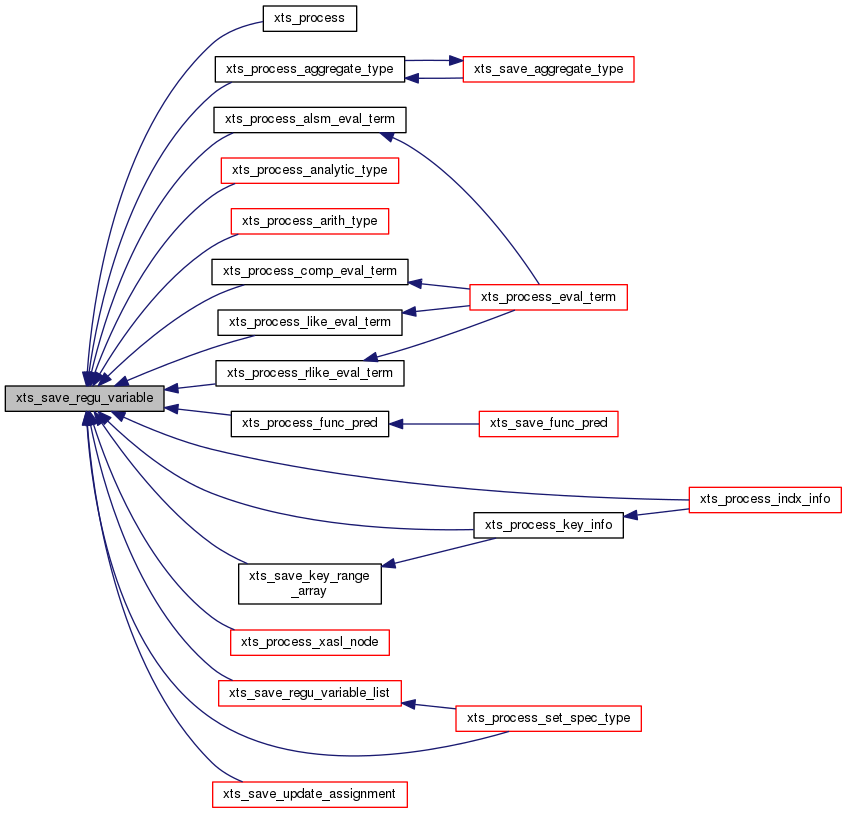 xts_process
xts_process_aggregate_type
xts_save_aggregate_type
xts_process_alsm_eval_term
xts_process_analytic_type
xts_process_arith_type
xts_process_comp_eval_term
xts_process_eval_term
xts_process_like_eval_term
xts_process_rlike_eval_term
xts_save_regu_variable
xts_process_func_pred
xts_save_func_pred
xts_process_indx_info
xts_process_key_info
xts_save_key_range
_array
xts_process_xasl_node
xts_save_regu_variable_list
xts_process_set_spec_type
xts_save_update_assignment